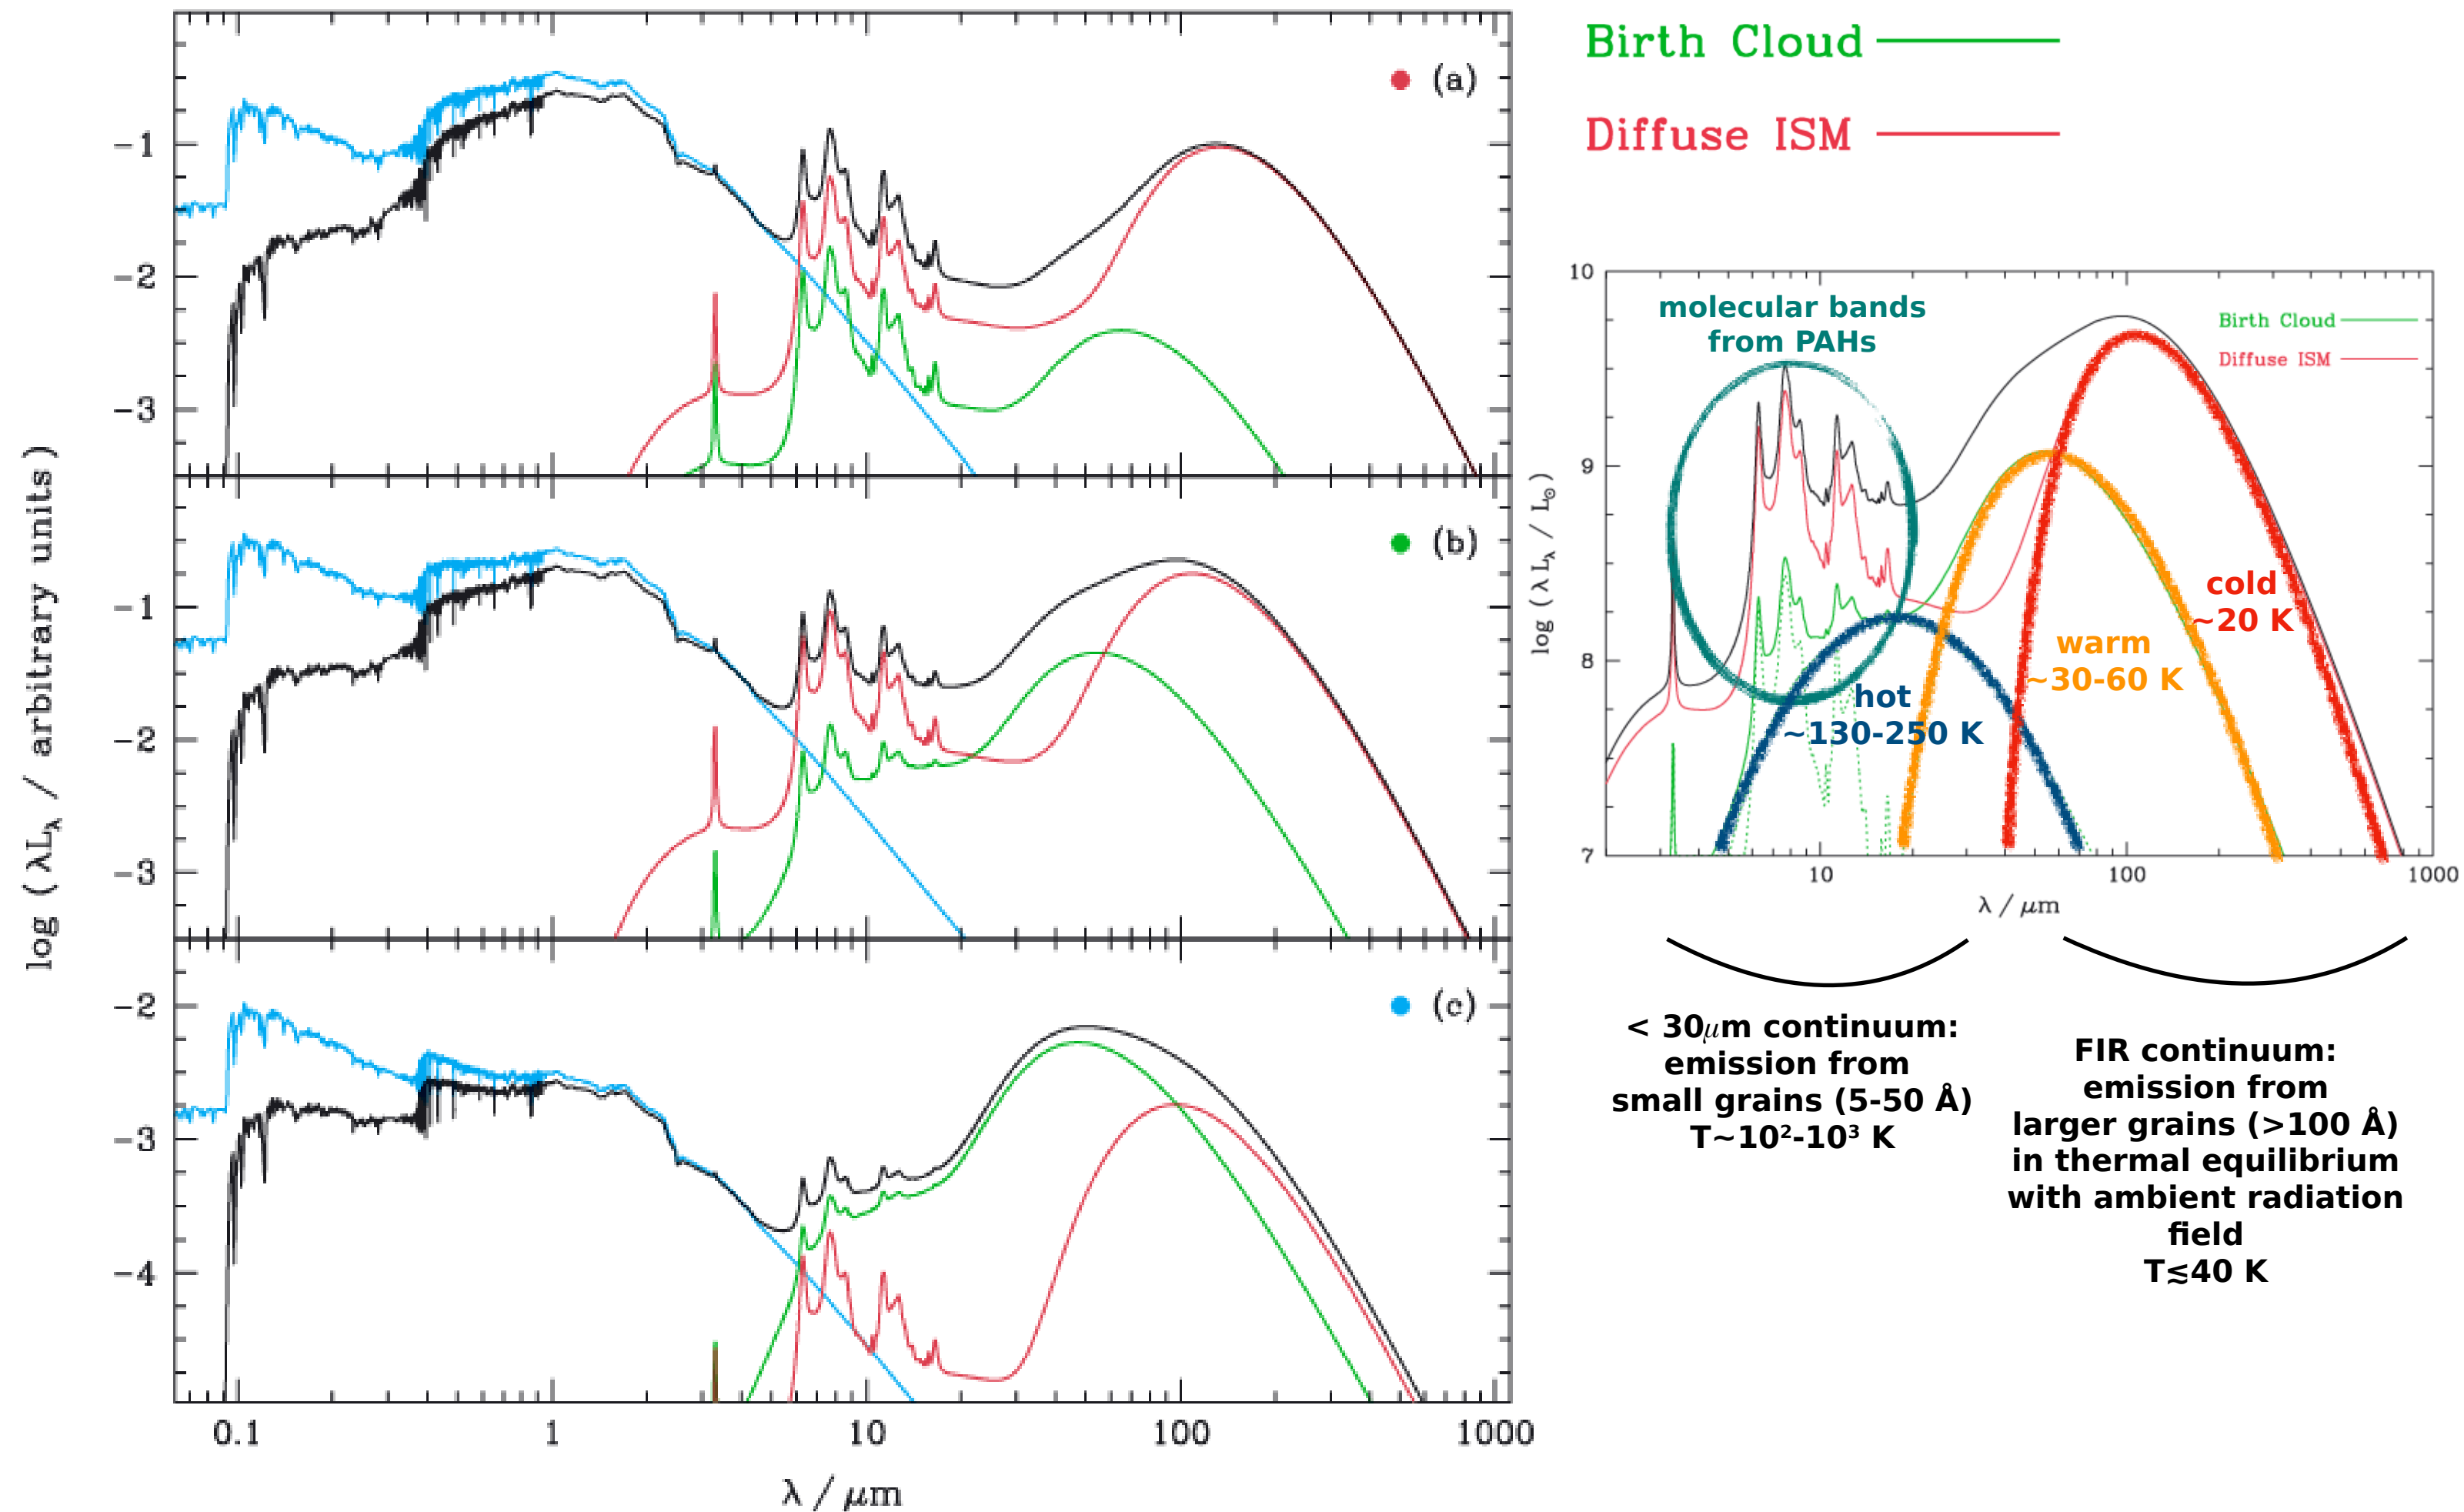 Birth Cloud
Diffuse ISM
(a)
−1
−2
−3
(b)
−1
−2
−3
(c)
−2
−3
−4
log ( λLλ / arbitrary units )
0.1 1 10 100 1000
λ / μm
molecular bands
from PAHs
Birth Cloud
Diffuse ISM
cold
~20 K
warm
~30-60 K
hot
~130-250 K
10
9
8
7
log ( λ Lλ / L⊙ )
10 100 1000
λ / μm
< 30μm continuum:
emission from
small grains (5-50 Å)
T~10²-10³ K
FIR continuum:
emission from
larger grains (>100 Å)
in thermal equilibrium
with ambient radiation
field
T≲40 K